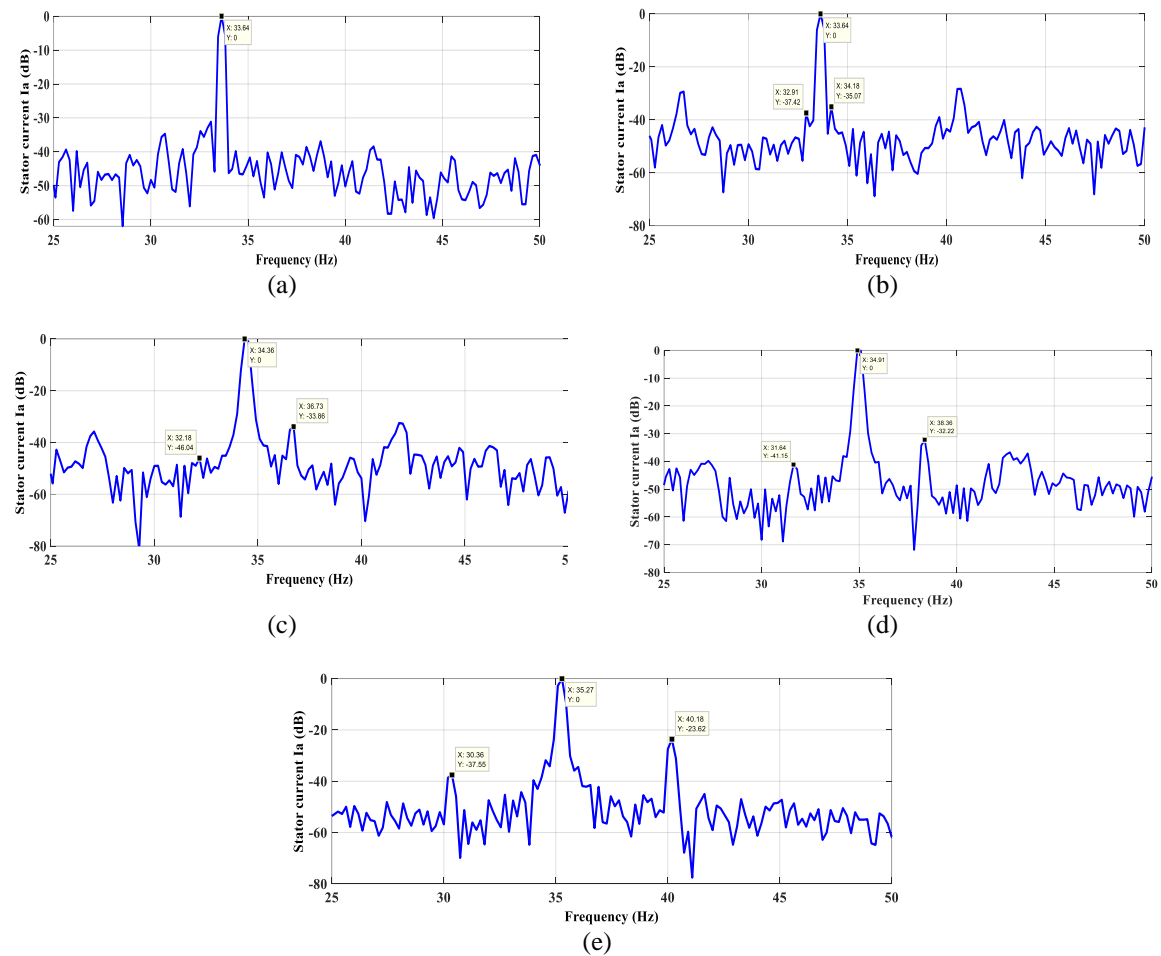 Stator current Ia (dB)
0
-10
-20
-30
-40
-50
-60
X: 33.64
Y: 0
25
30
35
40
45
50
Frequency (Hz)
(a)
Stator current Ia (dB)
0
-20
-40
-60
-80
X: 33.64
Y: 0
X: 32.91
Y: -37.42
X: 34.18
Y: -35.07
25
30
35
40
45
50
Frequency (Hz)
(b)
Stator current Ia (dB)
0
-20
-40
-60
-80
X: 34.36
Y: 0
X: 32.18
Y: -46.04
X: 36.73
Y: -33.86
25
30
35
40
45
5
Frequency (Hz)
(c)
Stator current Ia (dB)
0
-10
-20
-30
-40
-50
-60
-70
-80
X: 34.91
Y: 0
X: 31.64
Y: -41.15
X: 38.36
Y: -32.22
25
30
35
40
45
50
Frequency (Hz)
(d)
Stator current Ia (dB)
0
-20
-40
-60
-80
X: 35.27
Y: 0
X: 30.36
Y: -37.55
X: 40.18
Y: -23.62
25
30
35
40
45
50
Frequency (Hz)
(e)